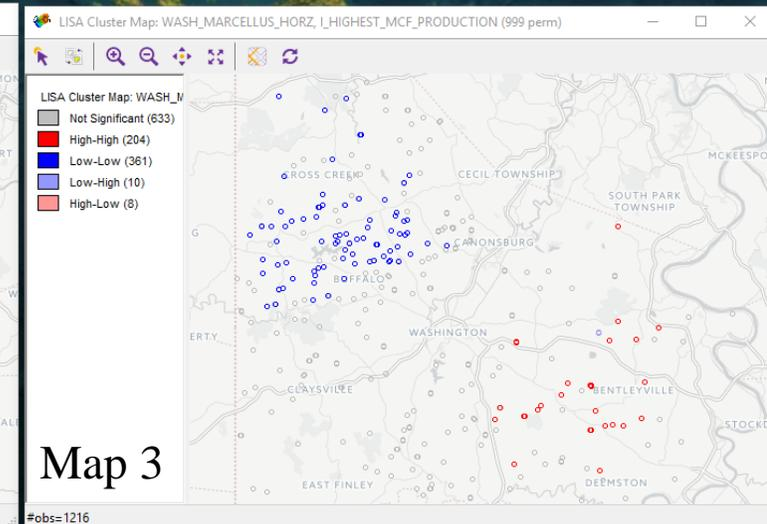 LISA Cluster Map: WASH_MARCELLUS_HORZ, I_HIGHEST_MCF_PRODUCTION (999 perm)
LISA Cluster Map: WASH_M
Not Significant (633)
High-High (204)
Low-Low (361)
Low-High (10)
High-Low (8)
CROSS CREEK
CECIL TOWNSHIP
MCKEESPO
SOUTH PARK
TOWNSHIP
CANONSBURG
BUFFALO
WASHINGTON
ERTY
CLAYSVILLE
BENTLEYVILLE
STOCKD
EAST FINLEY
DEEMSTON
Map 3
#obs=1216